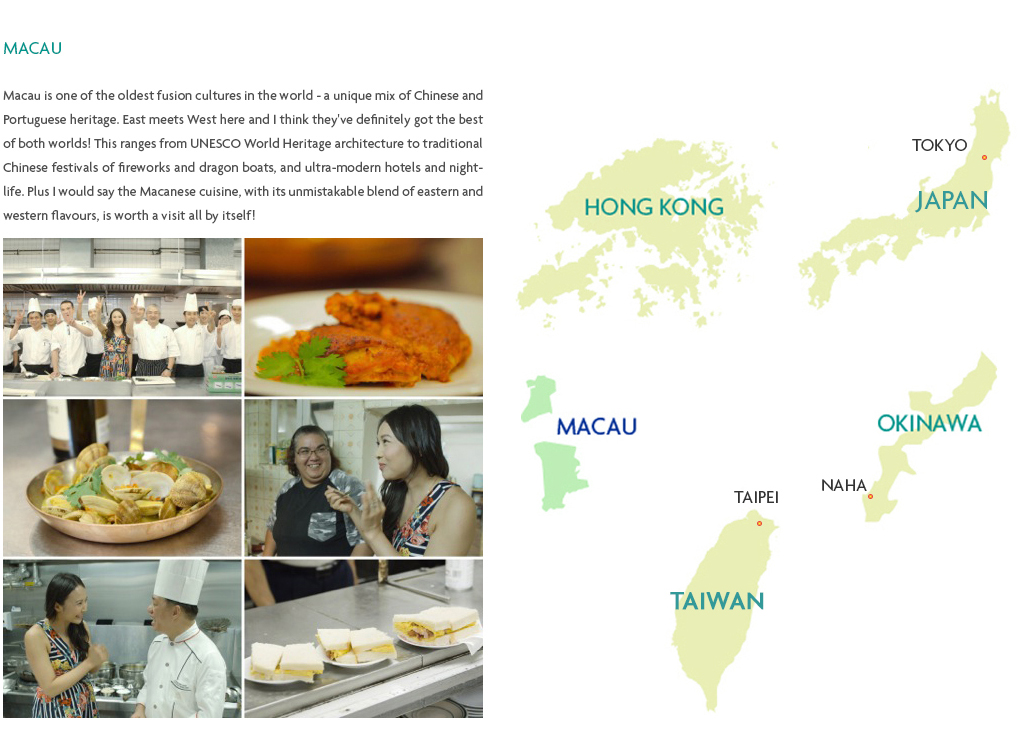 MACAU
Macau is one of the oldest fusion cultures in the world - a unique mix of Chinese and
Portuguese heritage. East meets West here and I think they've definitely got the best
of both worlds! This ranges from UNESCO World Heritage architecture to traditional
Chinese festivals of fireworks and dragon boats, and ultra-modern hotels and night-
life. Plus I would say the Macanese cuisine, with its unmistakable blend of eastern and
western flavours, is worth a visit all by itself!
TOKYO
JAPAN
HONG KONG
MACAU
OKINAWA
NAHA
TAIPEI
TAIWAN